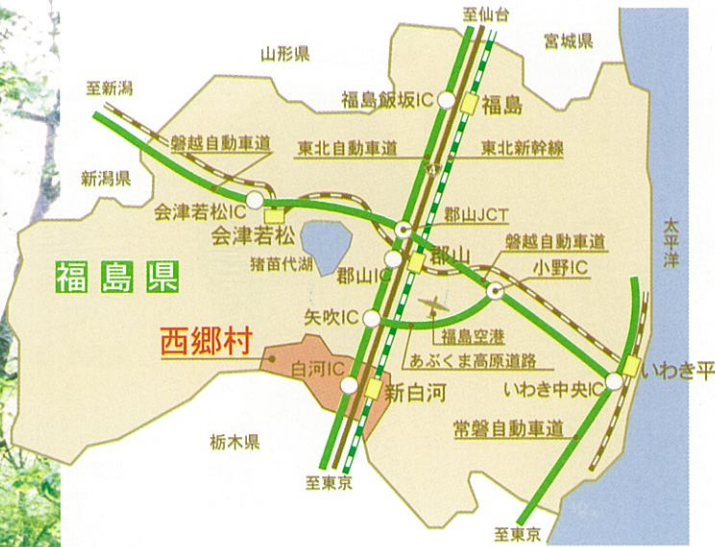 至仙台
山形県
宮城県
至新潟
福島飯坂IC
福島
磐越自動車道
東北自動車道
4
東北新幹線
新潟県
会津若松IC
会津若松
郡山JCT
太平洋
猪苗代湖
郡山IC
郡山
磐越自動車道
小野IC
福島県
矢吹IC
福島空港
西郷村
あぶくま高原道路
白河IC
新白河
いわき中央IC
いわき平
栃木県
常磐自動車道
至東京
至東京